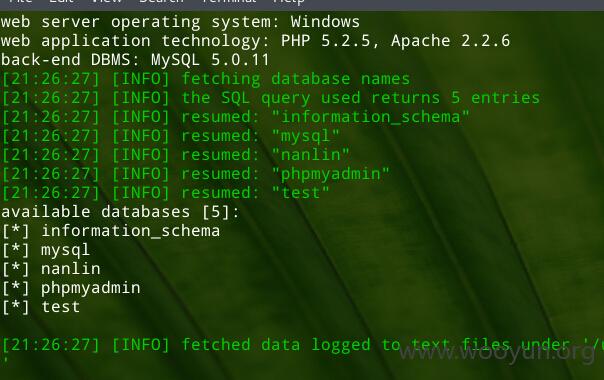 File Edit View Search Terminal Help
web server operating system: Windows
web application technology: PHP 5.2.5, Apache 2.2.6
back-end DBMS: MySQL 5.0.11
[21:26:27] [INFO] fetching database names
[21:26:27] [INFO] the SQL query used returns 5 entries
[21:26:27] [INFO] resumed: "information_schema"
[21:26:27] [INFO] resumed: "mysql"
[21:26:27] [INFO] resumed: "nanlin"
[21:26:27] [INFO] resumed: "phpmyadmin"
[21:26:27] [INFO] resumed: "test"
available databases [5]:
[*] information_schema
[*] mysql
[*] nanlin
[*] phpmyadmin
[*] test
[21:26:27] [INFO] fetched data logged to text files under '/u
'
www.wooyun.org